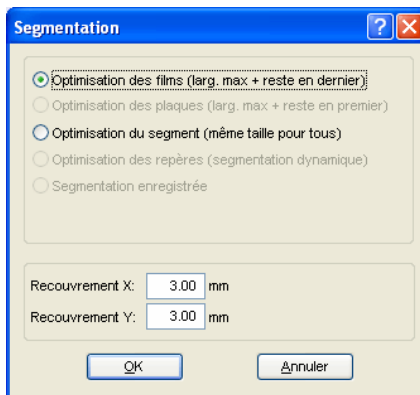 Segmentation
Optimisation des films (larg. max + reste en dernier)
Optimisation des plaques (larg. max + reste en premier)
Optimisation du segment (même taille pour tous)
Optimisation des repères (segmentation dynamique)
Segmentation enregistrée
Recouvrement X: 3.00 mm
Recouvrement Y: 3.00 mm
OK Annuler